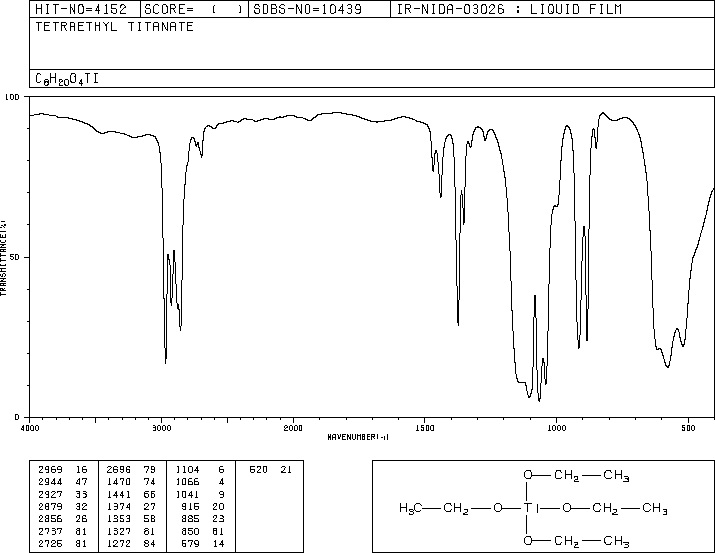 HIT-NO=4152 SCORE= ( ) SDBS-NO=10439 IR-NIDA-03026 : LIQUID FILM
TETRAETHYL TITANATE
C8H20O4TI
100
50
0
TRANSMITTANCE(%)
4000 3000 2000 1500 1000 500
WAVENUMBER(-1)
2969 16 2696 79 1104 6 620 21
2944 47 1470 74 1066 4
2927 33 1441 66 1041 9
2879 32 1374 27 915 20
2856 26 1353 58 885 23
2737 81 1327 81 850 81
2726 81 1272 84 579 14
O—CH2—CH3
H3C—CH2—O—TI—O—CH2—CH3
O—CH2—CH3